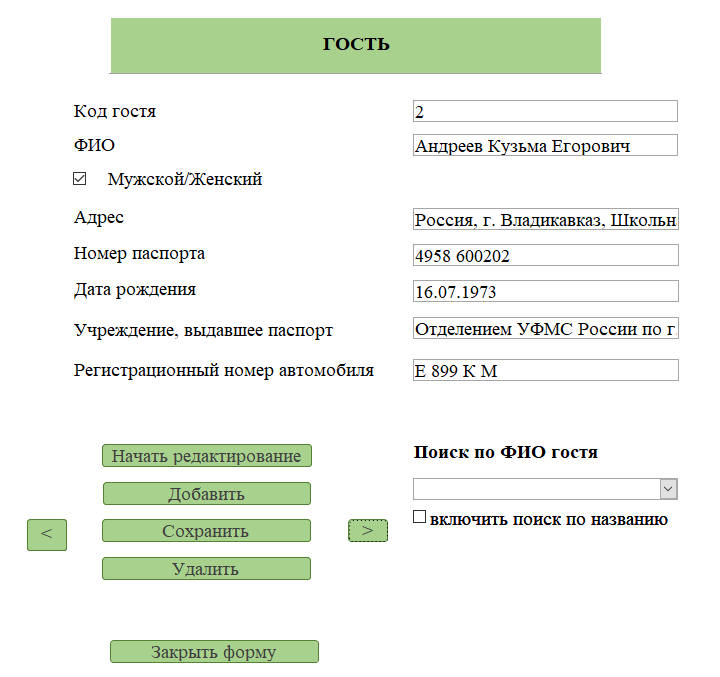 ГОСТЬ
Код гостя 2
ФИО Андреев Кузьма Егорович
Мужской/Женский
Адрес Россия, г. Владикавказ, Школьн
Номер паспорта 4958 600202
Дата рождения 16.07.1973
Учреждение, выдавшее паспорт Отделением УФМС России по г.
Регистрационный номер автомобиля Е 899 К М
Начать редактирование
Поиск по ФИО гостя
Добавить
< Сохранить >
включить поиск по названию
Удалить
Закрыть форму